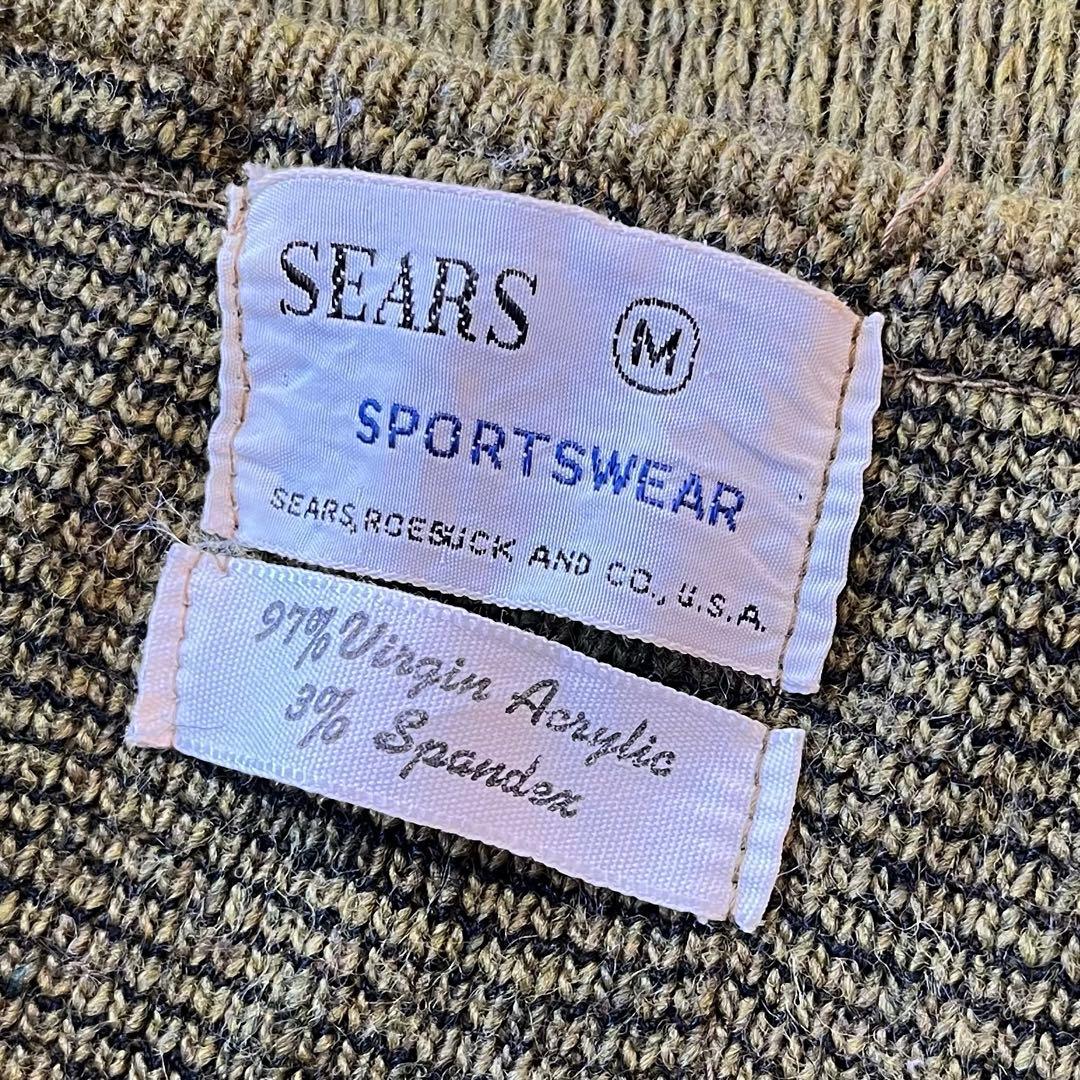 SEARS M
SPORTSWEAR
SEARS, ROEBUCK AND CO., U.S.A.
97% Virgin Acrylic
3% Spandex